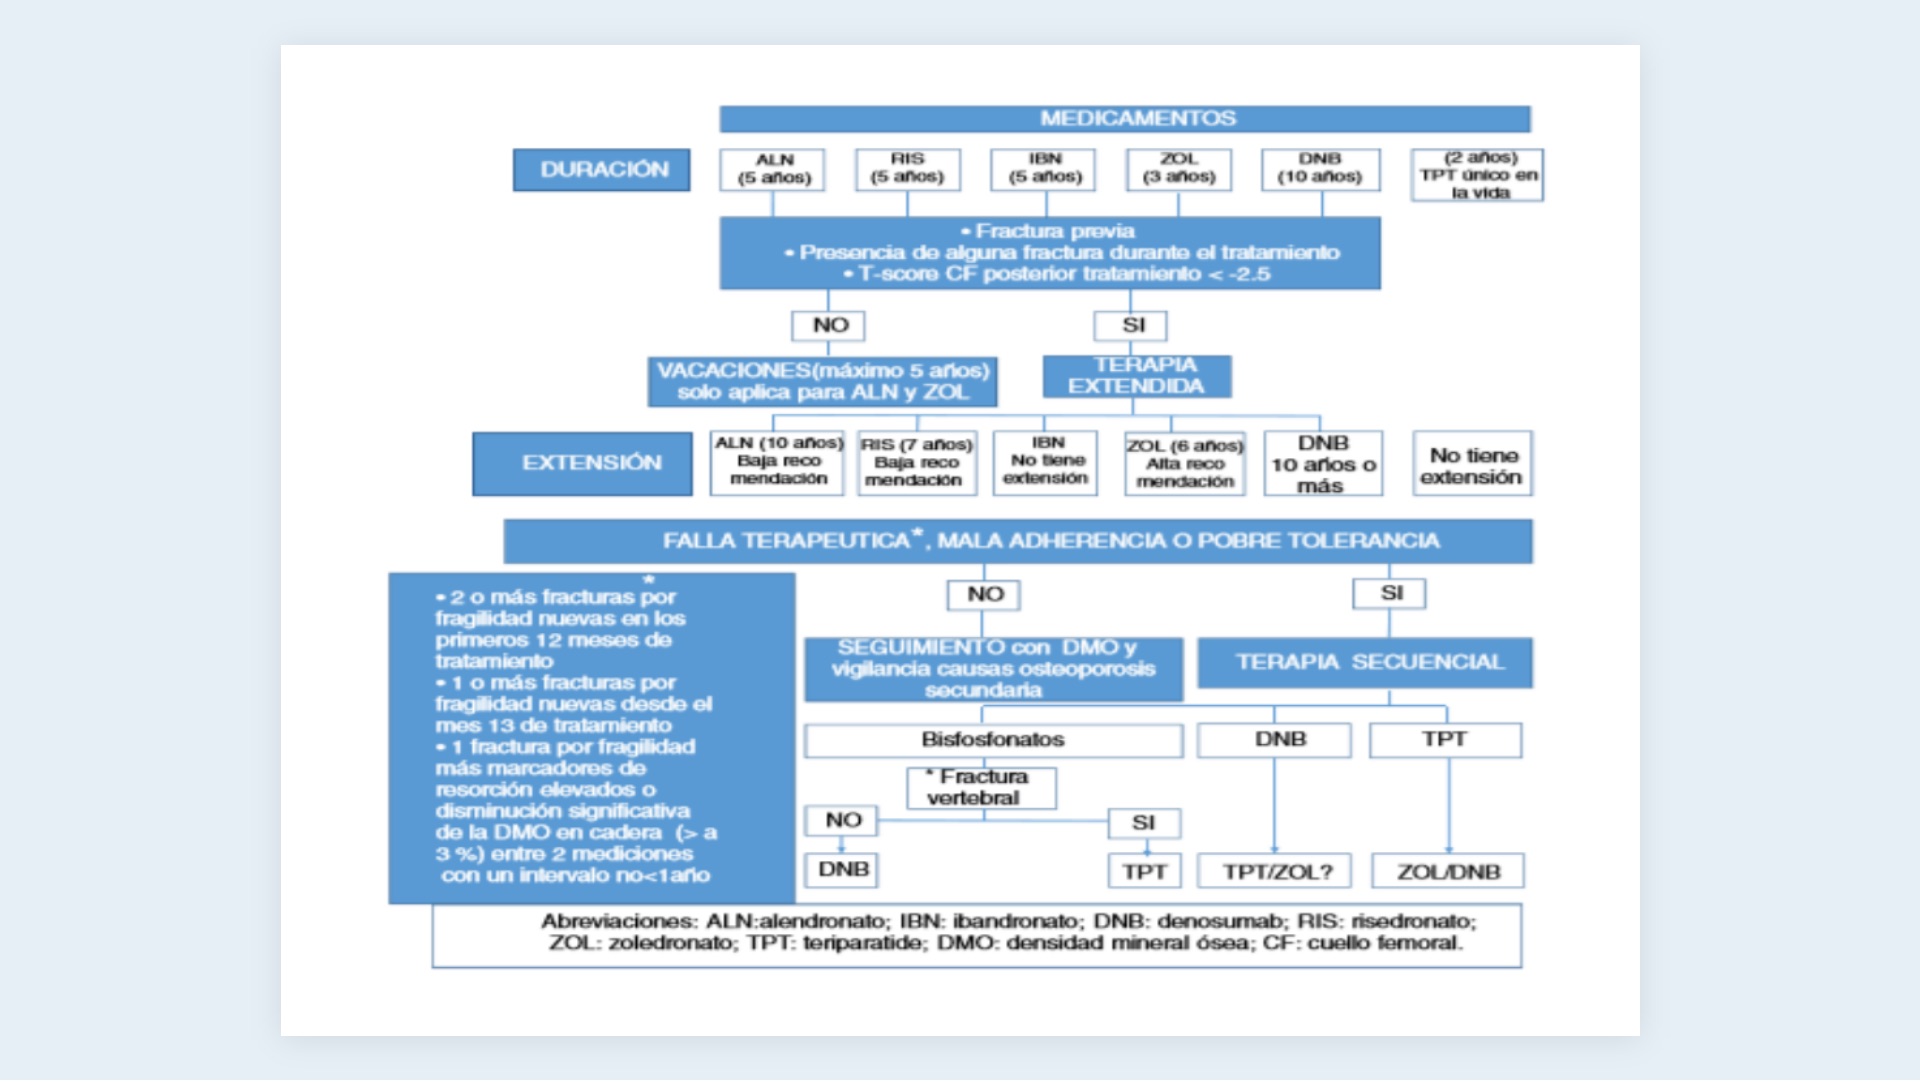 MEDICAMENTOS
DURACIÓN
ALN
(5 años)
RIS
(5 años)
IBN
(5 años)
ZOL
(3 años)
DNB
(10 años)
(2 años)
TPT único en
la vida
• Fractura previa
• Presencia de alguna fractura durante el tratamiento
• T-score CF posterior tratamiento < -2.5
NO
SI
VACACIONES(máximo 5 años)
solo aplica para ALN y ZOL
TERAPIA
EXTENDIDA
EXTENSIÓN
ALN (10 años)
Baja reco
mendación
RIS (7 años)
Baja reco
mendación
IBN
No tiene
extensión
ZOL (6 años)
Alta reco
mendación
DNB
10 años o
más
No tiene
extensión
FALLA TERAPEUTICA*, MALA ADHERENCIA O POBRE TOLERANCIA
*
• 2 o más fracturas por
fragilidad nuevas en los
primeros 12 meses de
tratamiento
• 1 o más fracturas por
fragilidad nuevas desde el
mes 13 de tratamiento
• 1 fractura por fragilidad
más marcadores de
resorción elevados o
disminución significativa
de la DMO en cadera (> a
3 %) entre 2 mediciones
con un intervalo no<1año
NO
SI
SEGUIMIENTO con DMO y
vigilancia causas osteoporosis
secundaria
TERAPIA SECUENCIAL
Bisfosfonatos
DNB
TPT
* Fractura
vertebral
NO
SI
DNB
TPT
TPT/ZOL?
ZOL/DNB
Abreviaciones: ALN:alendronato; IBN: ibandronato; DNB: denosumab; RIS: risedronato;
ZOL: zoledronato; TPT: teriparatide; DMO: densidad mineral ósea; CF: cuello femoral.